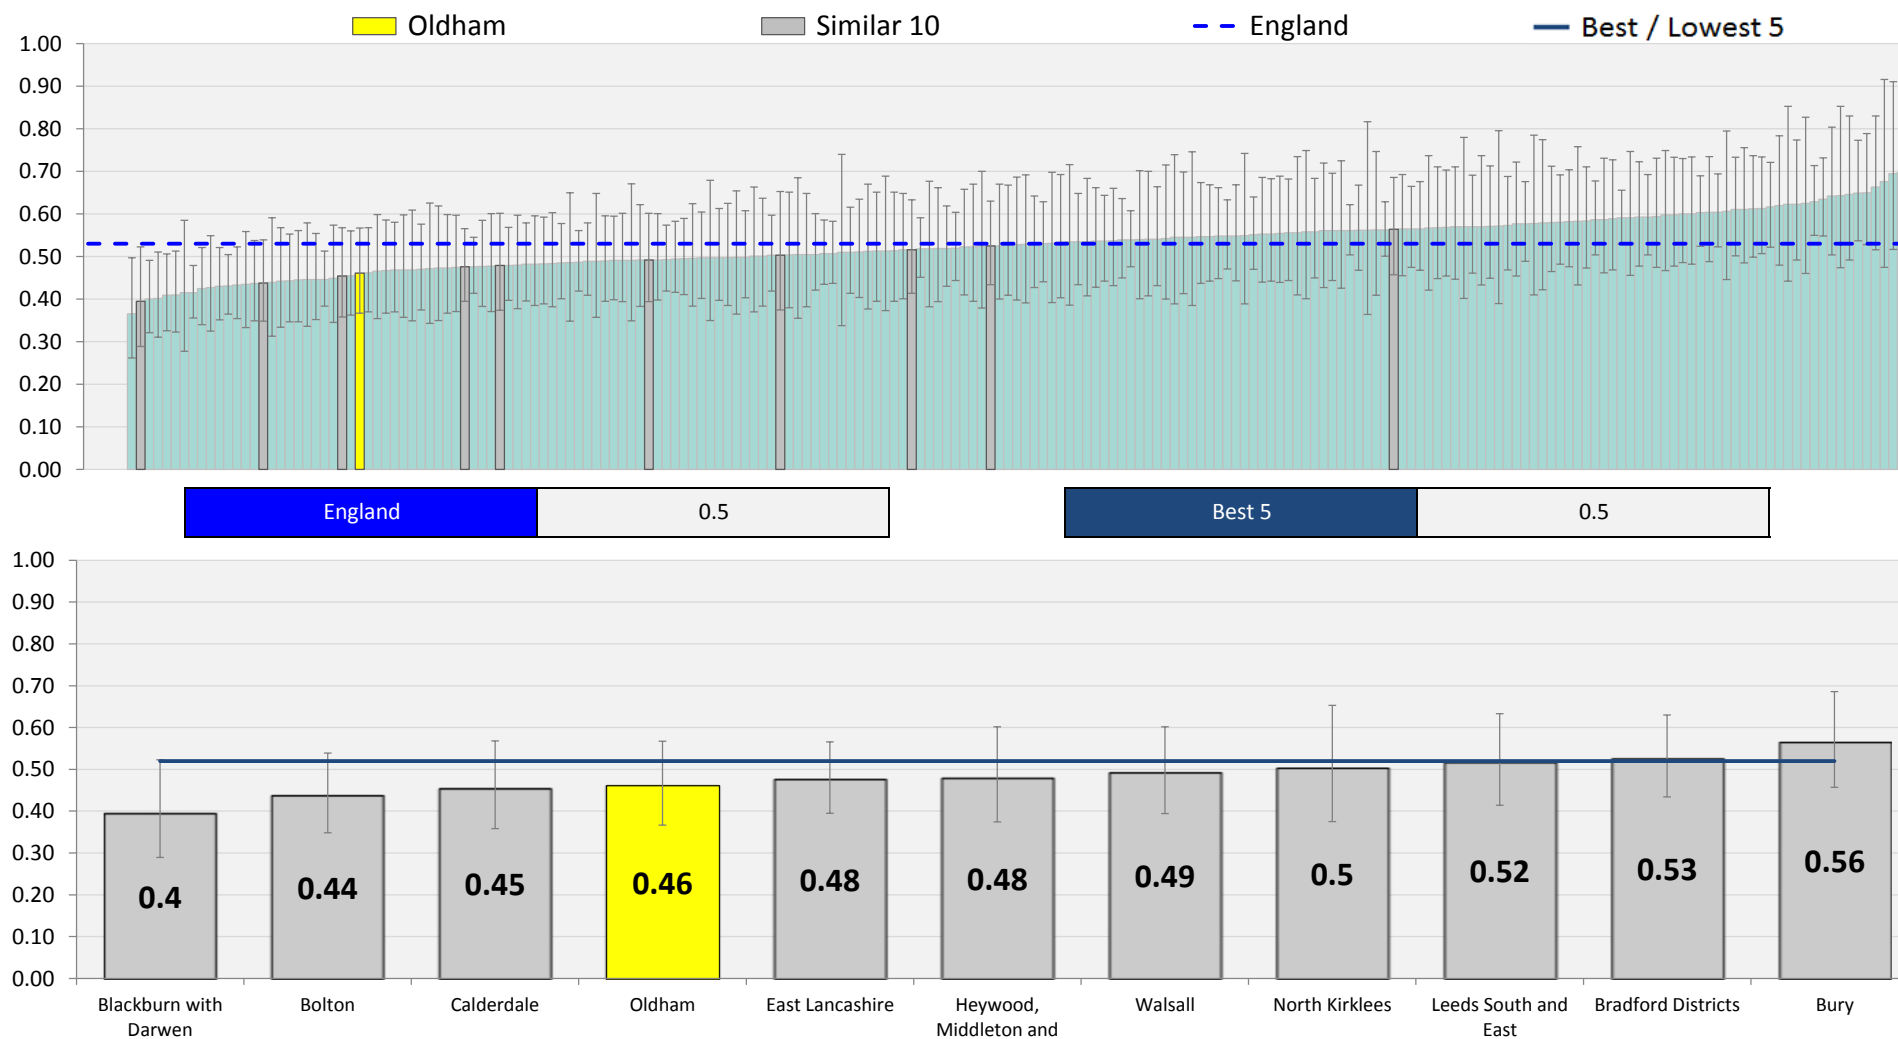 Oldham Similar 10 England Best / Lowest 5
1.00
0.90
0.80
0.70
0.60
0.50
0.40
0.30
0.20
0.10
0.00
England 0.5 Best 5 0.5
1.00
0.90
0.80
0.70
0.60
0.50
0.40
0.30
0.20
0.10
0.00
0.4 0.44 0.45 0.46 0.48 0.48 0.49 0.5 0.52 0.53 0.56
Blackburn with Darwen
Bolton
Calderdale
Oldham
East Lancashire
Heywood, Middleton and
Walsall
North Kirklees
Leeds South and East
Bradford Districts
Bury